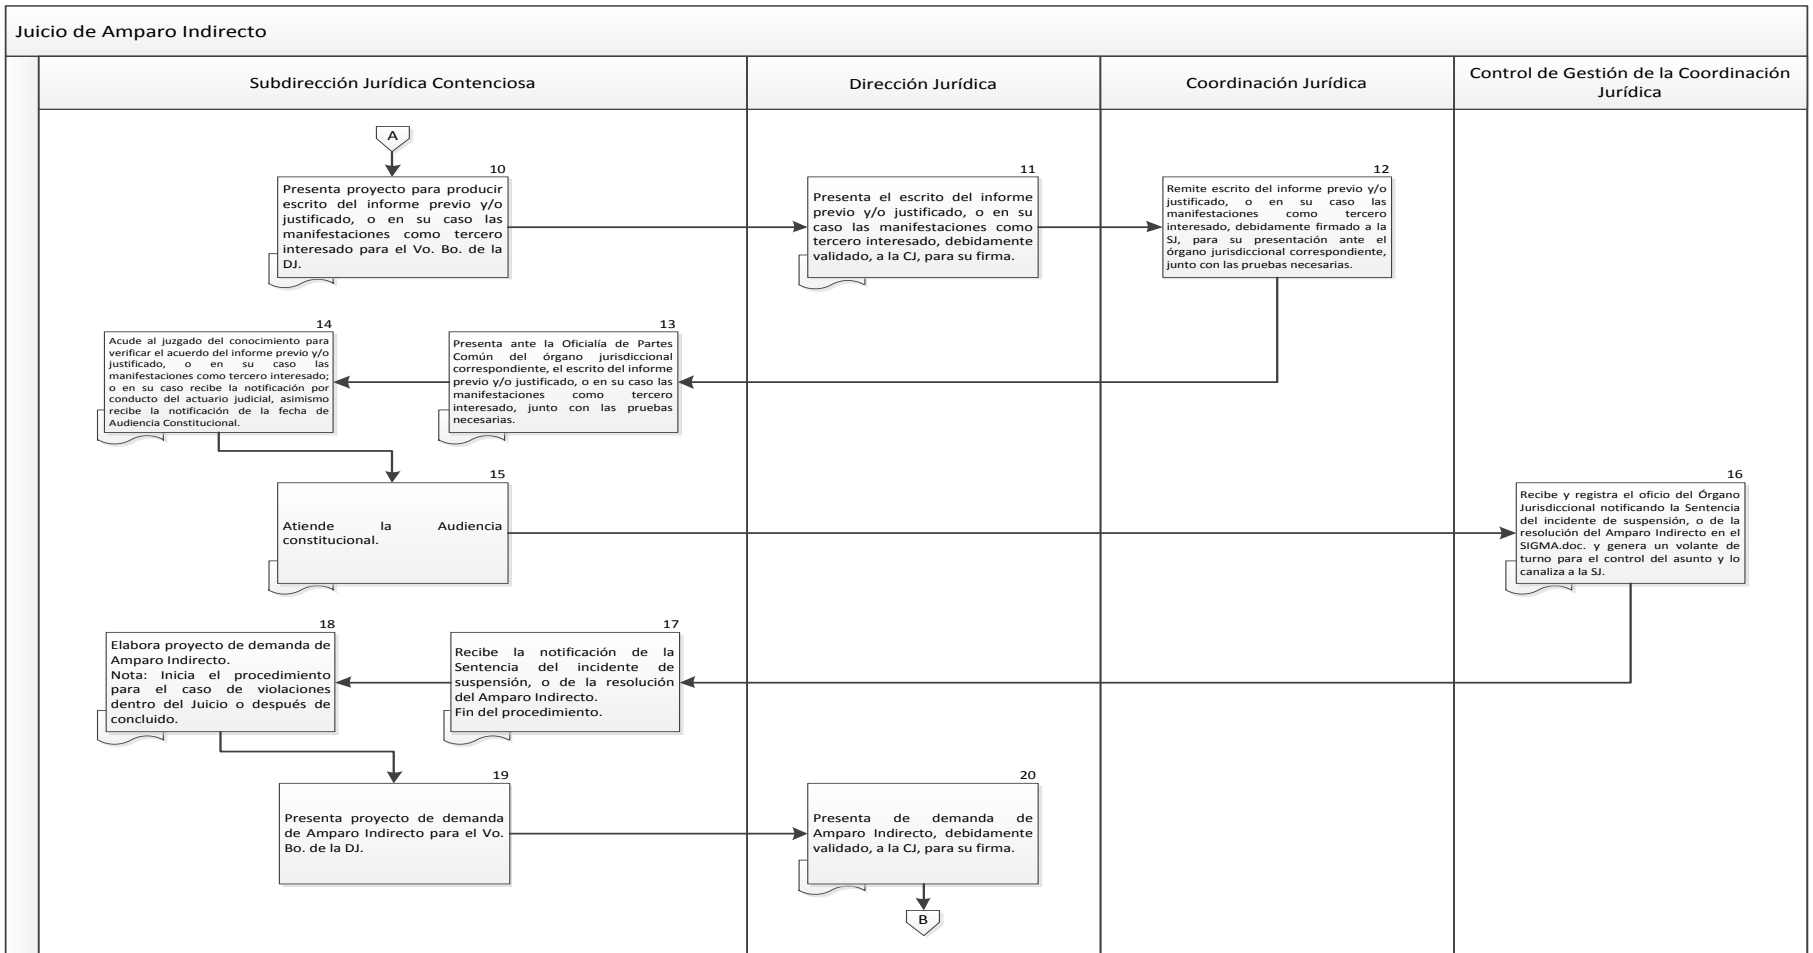 Juicio de Amparo Indirecto
Subdirección Jurídica Contenciosa
Dirección Jurídica
Coordinación Jurídica
Control de Gestión de la Coordinación
Jurídica
A
10
Presenta proyecto para producir
escrito del informe previo y/o
justificado, o en su caso las
manifestaciones como tercero
interesado para el Vo. Bo. de la
DJ.
11
Presenta el escrito del informe
previo y/o justificado, o en su
caso las manifestaciones como
tercero interesado, debidamente
validado, a la CJ, para su firma.
12
Remite escrito del informe previo y/o
justificado, o en su caso las
manifestaciones como tercero
interesado, debidamente firmado a la
SJ, para su presentación ante el
órgano jurisdiccional correspondiente,
junto con las pruebas necesarias.
14
Acude al juzgado del conocimiento para
verificar el acuerdo del informe previo y/o
justificado, o en su caso las
manifestaciones como tercero interesado;
o en su caso recibe la notificación por
conducto del actuario judicial, asimismo
recibe la notificación de la fecha de
Audiencia Constitucional.
13
Presenta ante la Oficialía de Partes
Común del órgano jurisdiccional
correspondiente, el escrito del informe
previo y/o justificado, o en su caso las
manifestaciones como tercero
interesado, junto con las pruebas
necesarias.
15
Atiende la Audiencia
constitucional.
16
Recibe y registra el oficio del Órgano
Jurisdiccional notificando la Sentencia
del incidente de suspensión, o de la
resolución del Amparo Indirecto en el
SIGMA.doc. y genera un volante de
turno para el control del asunto y lo
canaliza a la SJ.
18
Elabora proyecto de demanda de
Amparo Indirecto.
Nota: Inicia el procedimiento
para el caso de violaciones
dentro del Juicio o después de
concluido.
17
Recibe la notificación de la
Sentencia del incidente de
suspensión, o de la resolución
del Amparo Indirecto.
Fin del procedimiento.
19
Presenta proyecto de demanda
de Amparo Indirecto para el Vo.
Bo. de la DJ.
20
Presenta de demanda de
Amparo Indirecto, debidamente
validado, a la CJ, para su firma.
B